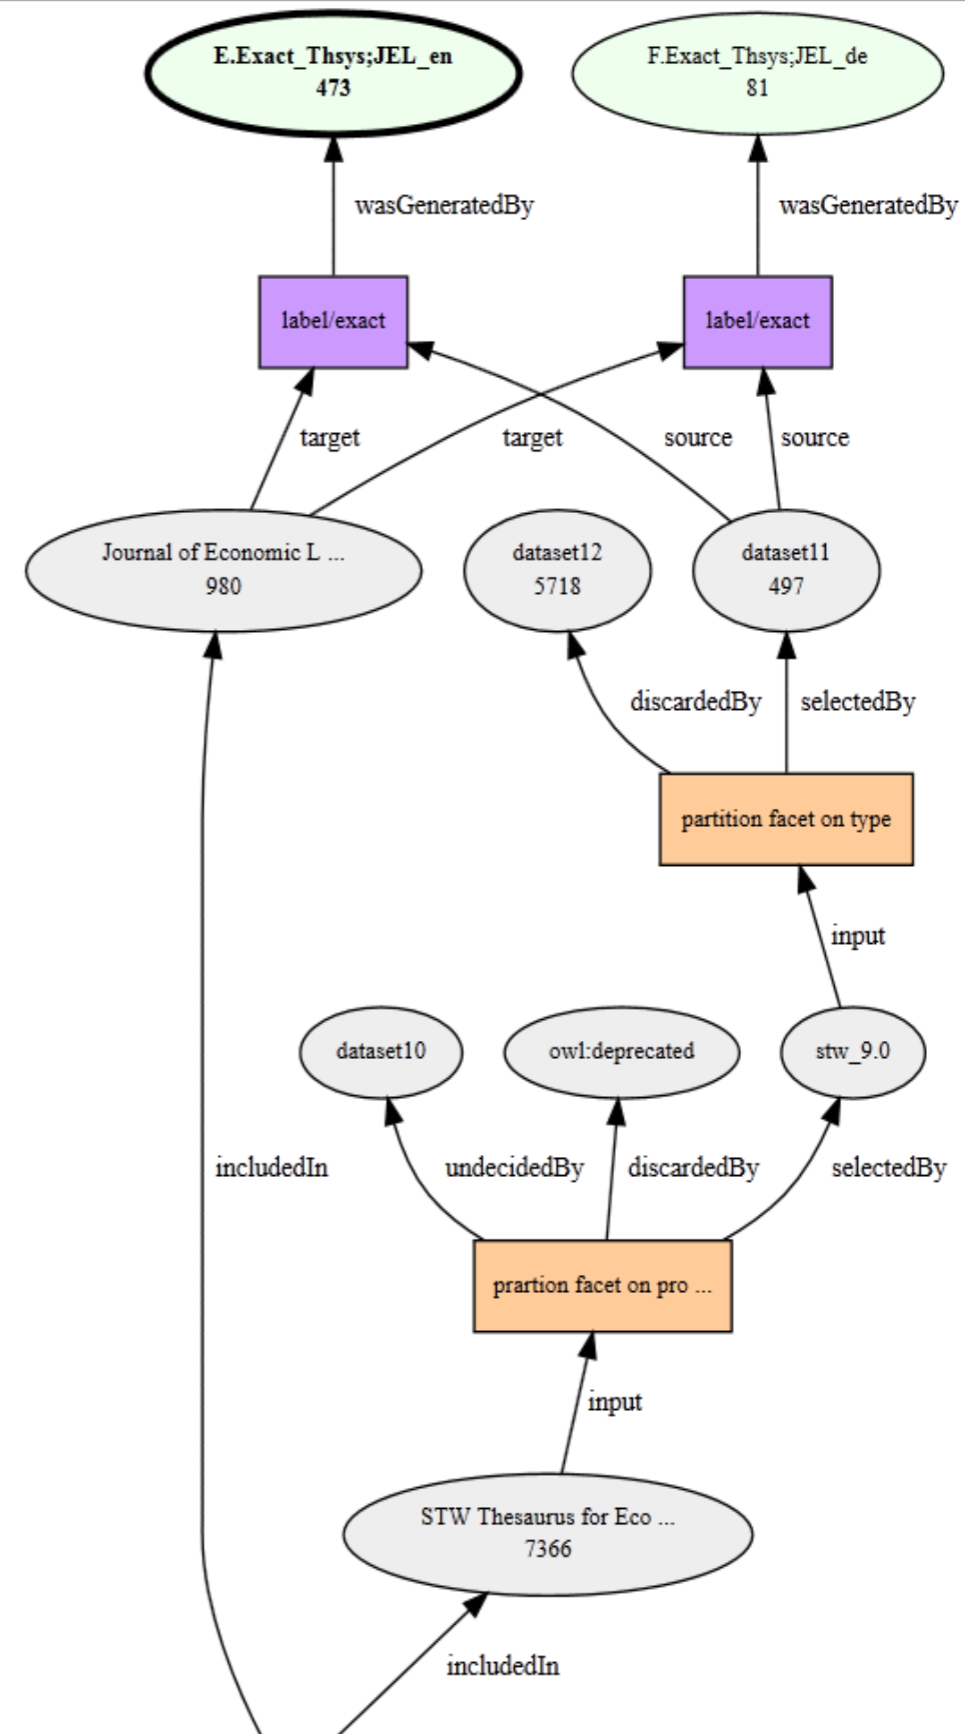 E.Exact_Thsys;JEL_en
473
F.Exact_Thsys;JEL_de
81
wasGeneratedBy
wasGeneratedBy
label/exact
label/exact
target
target
source
source
Journal of Economic L ...
980
dataset12
5718
dataset11
497
discardedBy
selectedBy
partition facet on type
input
dataset10
owl:deprecated
stw_9.0
includedIn
undecidedBy
discardedBy
selectedBy
prartion facet on pro ...
input
STW Thesaurus for Eco ...
7366
includedIn